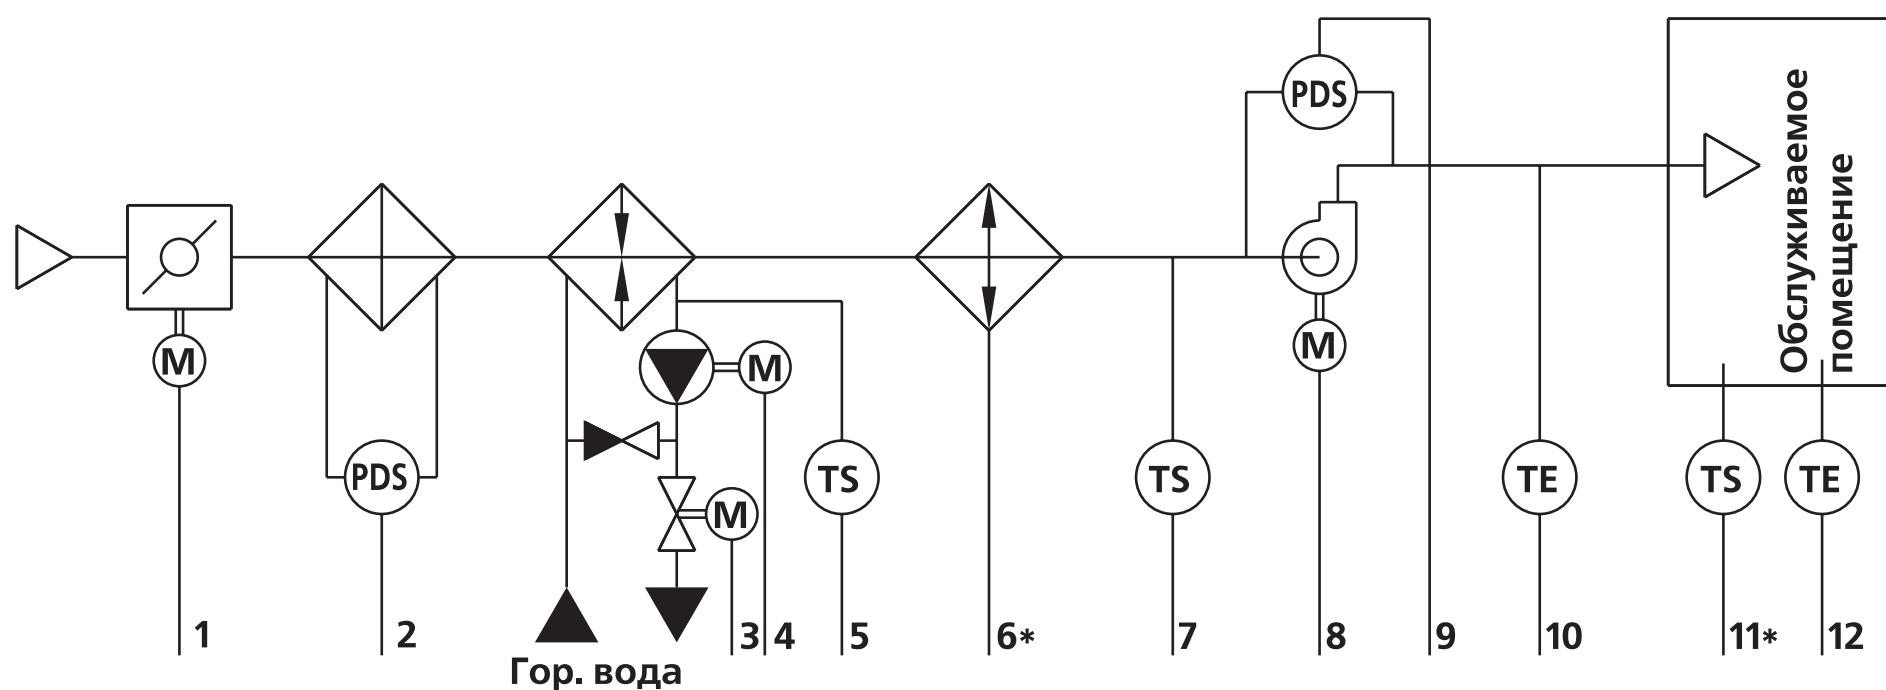 PDS
Обслуживаемое
помещение
M
M
M
PDS
TS
TS
TE
TS
TE
M
1
2
3
4
5
6*
7
8
9
10
11*
12
Гор. вода